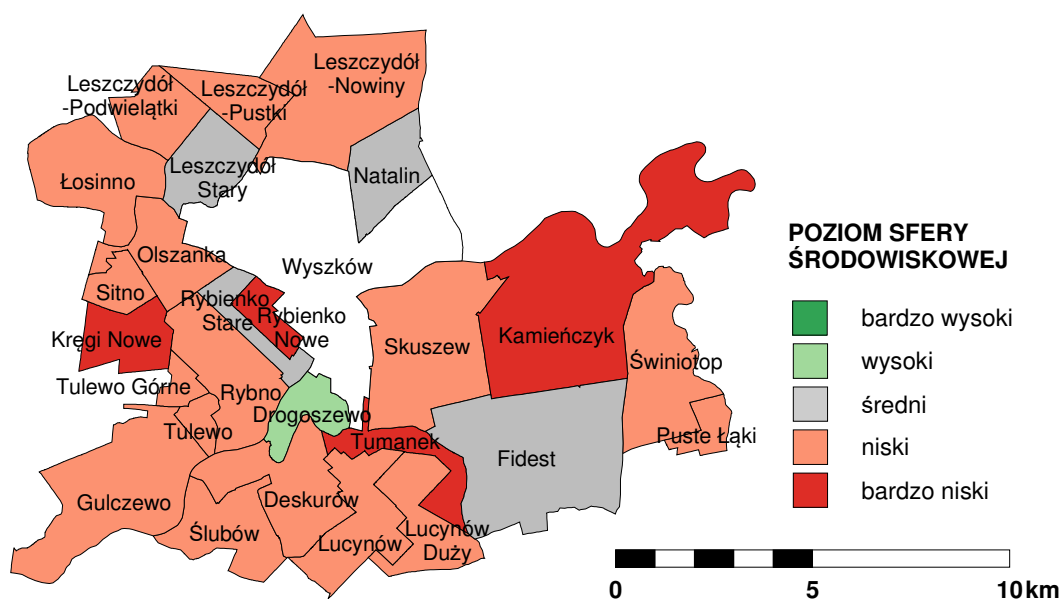 Leszczydół
-Nowiny
Leszczydół
-Podwielątki
Leszczydół
-Pustki
Leszczydół
Stary
Natalin
Łosinno
Olszanka
Wyszków
Sitno
Rybienko
Stare
Rybienko
Nowe
Kręgi Nowe
Skuszew
Kamieńczyk
Świniotop
Tulewo Górne
Rybno
Drogoszewo
Tulewo
Tumanek
Puste Łąki
Fidest
Gulczewo
Deskurów
Ślubów
Lucynów
Lucynów
Duży
POZIOM SFERY
ŚRODOWISKOWEJ
bardzo wysoki
wysoki
średni
niski
bardzo niski
0 5 10 km